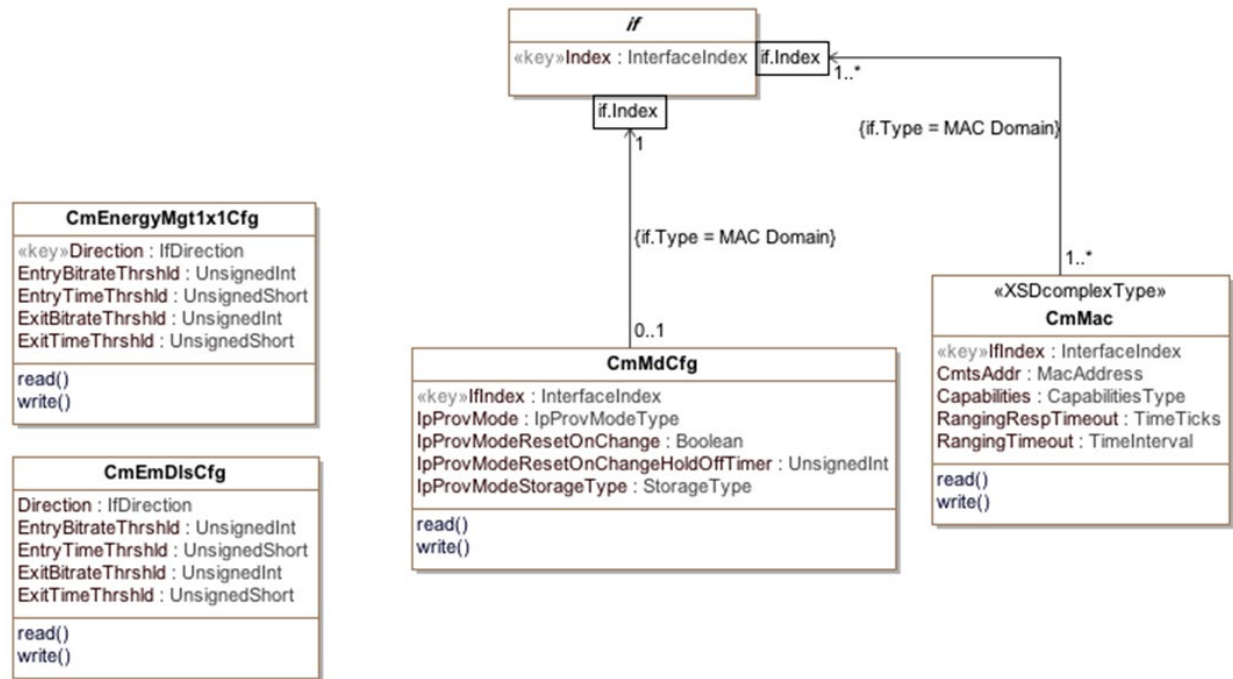 if
«key»Index : InterfaceIndex
if.Index
1..*
if.Index
1
{if.Type = MAC Domain}
{if.Type = MAC Domain}
0..1
1..*
CmEnergyMgt1x1Cfg
«key»Direction : IfDirection
EntryBitrateThrshld : UnsignedInt
EntryTimeThrshld : UnsignedShort
ExitBitrateThrshld : UnsignedInt
ExitTimeThrshld : UnsignedShort
read()
write()
CmEmDlsCfg
Direction : IfDirection
EntryBitrateThrshld : UnsignedInt
EntryTimeThrshld : UnsignedShort
ExitBitrateThrshld : UnsignedInt
ExitTimeThrshld : UnsignedShort
read()
write()
CmMdCfg
«key»IfIndex : InterfaceIndex
IpProvMode : IpProvModeType
IpProvModeResetOnChange : Boolean
IpProvModeResetOnChangeHoldOffTimer : UnsignedInt
IpProvModeStorageType : StorageType
read()
write()
«XSDcomplexType»
CmMac
«key»IfIndex : InterfaceIndex
CmtsAddr : MacAddress
Capabilities : CapabilitiesType
RangingRespTimeout : TimeTicks
RangingTimeout : TimeInterval
read()
write()